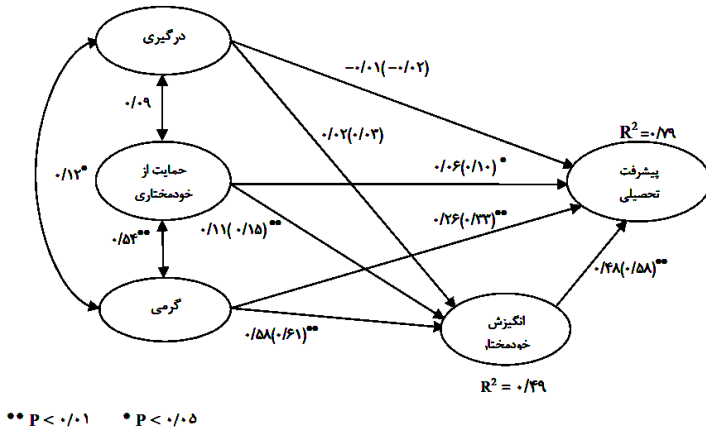 درگیری
-۰/۰۱(-۰/۰۲)
۰/۰۹
۰/۰۲(۰/۰۳)
R² =۰/۷۹
۰/۱۲*
حمایت از
خودمختاری
۰/۰۶(۰/۱۰)*
پیشرفت
تحصیلی
۰/۵۴**
۰/۱۱(۰/۱۵)**
۰/۲۶(۰/۳۳)**
گرمی
۰/۴۸(۰/۵۸)**
۰/۵۸(۰/۶۱)**
انگیزش
خودمختار
R² = ۰/۴۹
** P < ۰/۰۱ * P < ۰/۰۵